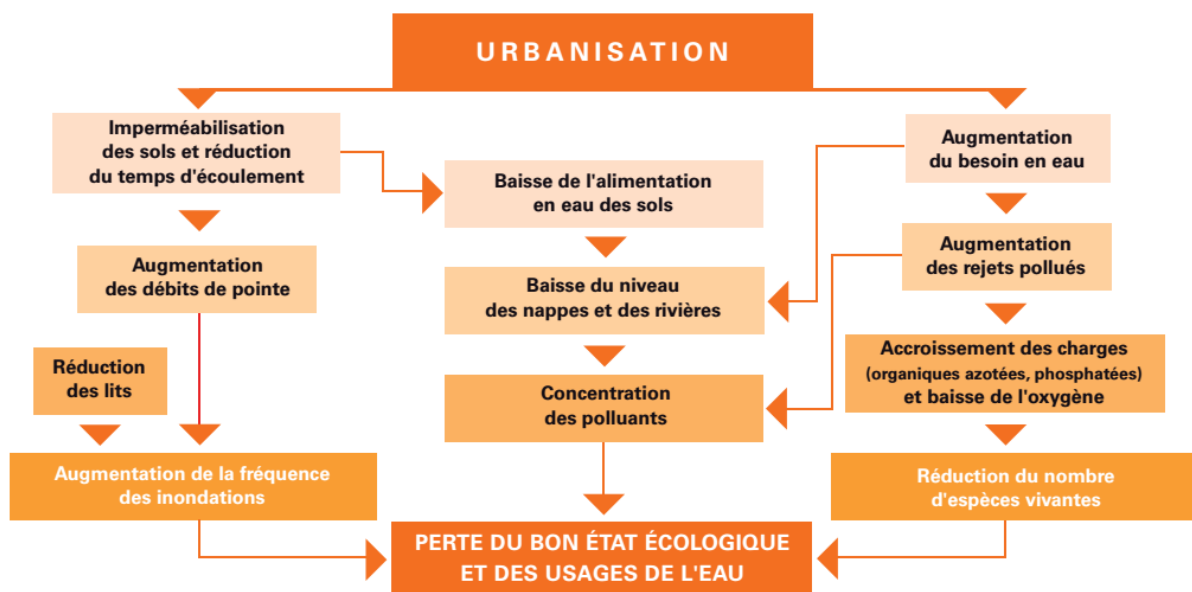 URBANISATION
Imperméabilisation
des sols et réduction
du temps d'écoulement
Augmentation
des débits de pointe
Réduction
des lits
Augmentation de la fréquence
des inondations
Baisse de l'alimentation
en eau des sols
Baisse du niveau
des nappes et des rivières
Concentration
des polluants
Augmentation
du besoin en eau
Augmentation
des rejets pollués
Accroissement des charges
(organiques azotées, phosphatées)
et baisse de l'oxygène
Réduction du nombre
d'espèces vivantes
PERTE DU BON ÉTAT ÉCOLOGIQUE
ET DES USAGES DE L'EAU